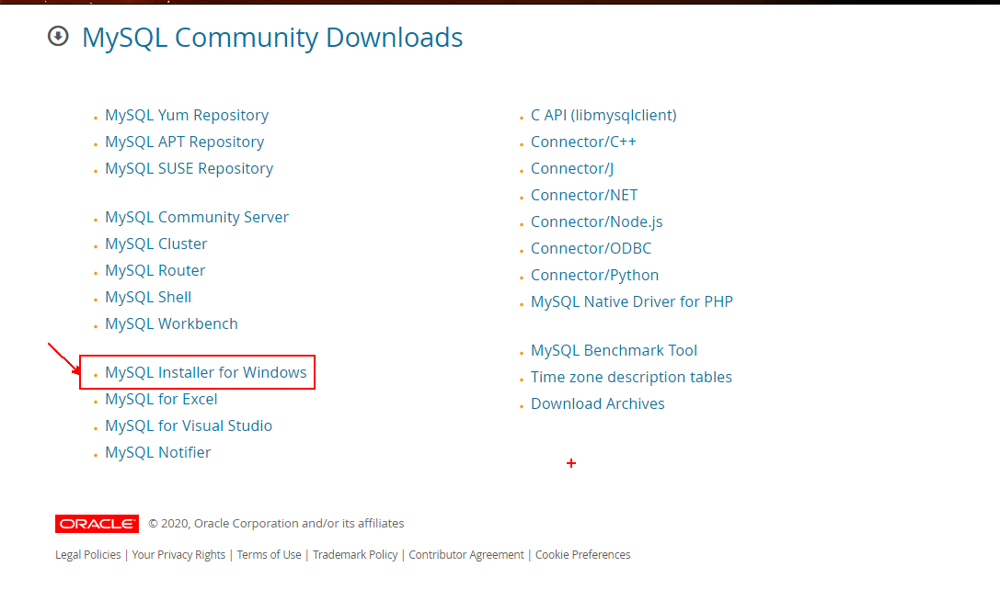 MySQL Community Downloads
MySQL Yum Repository
MySQL APT Repository
MySQL SUSE Repository
MySQL Community Server
MySQL Cluster
MySQL Router
MySQL Shell
MySQL Workbench
MySQL Installer for Windows
MySQL for Excel
MySQL for Visual Studio
MySQL Notifier
C API (libmysqlclient)
Connector/C++
Connector/J
Connector/NET
Connector/Node.js
Connector/ODBC
Connector/Python
MySQL Native Driver for PHP
MySQL Benchmark Tool
Time zone description tables
Download Archives
ORACLE © 2020, Oracle Corporation and/or its affiliates
Legal Policies | Your Privacy Rights | Terms of Use | Trademark Policy | Contributor Agreement | Cookie Preferences